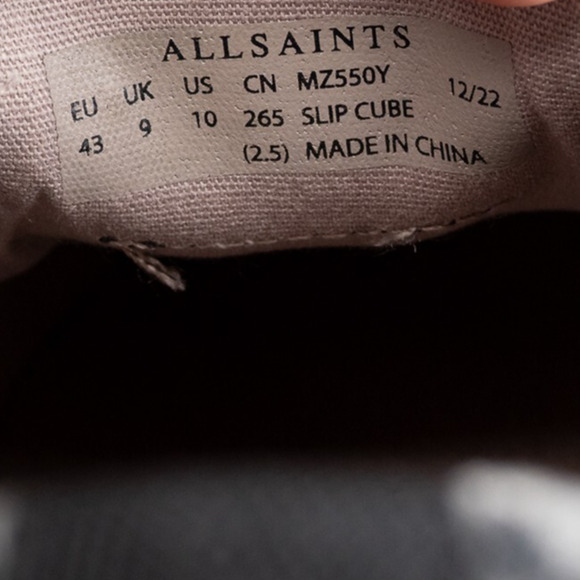 ALLSAINTS
EU UK US CN MZ550Y 12/22
43 9 10 265 SLIP CUBE
(2.5) MADE IN CHINA